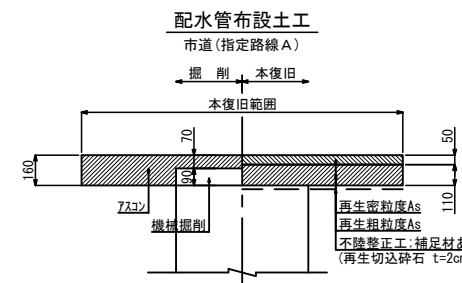 配水管布設土工
市道(指定路線A)
掘 削
本復旧
本復旧範囲
70
50
160
90
110
アスコン
機械掘削
再生密粒度As
再生粗粒度As
不陸整正工;補足材あ
(再生切込砕石 t=2cm